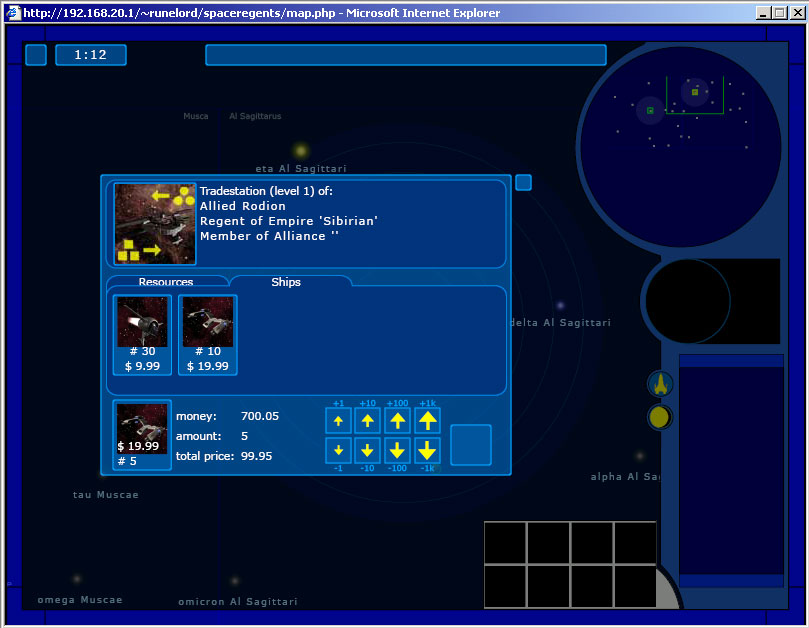 http://192.168.20.1/~runelord/spaceregents/map.php - Microsoft Internet Explorer
1:12
Musca
Al Sagittarus
eta Al Sagittari
Tradestation (level 1) of:
Allied Rodion
Regent of Empire 'Sibirian'
Member of Alliance ''
Resources
Ships
# 30
$ 9.99
# 10
$ 19.99
delta Al Sagittari
$ 19.99
# 5
money: 700.05
amount: 5
total price: 99.95
+1 +10 +100 +1k
-1 -10 -100 -1k
alpha Al Sag
tau Muscae
omega Muscae
omicron Al Sagittari